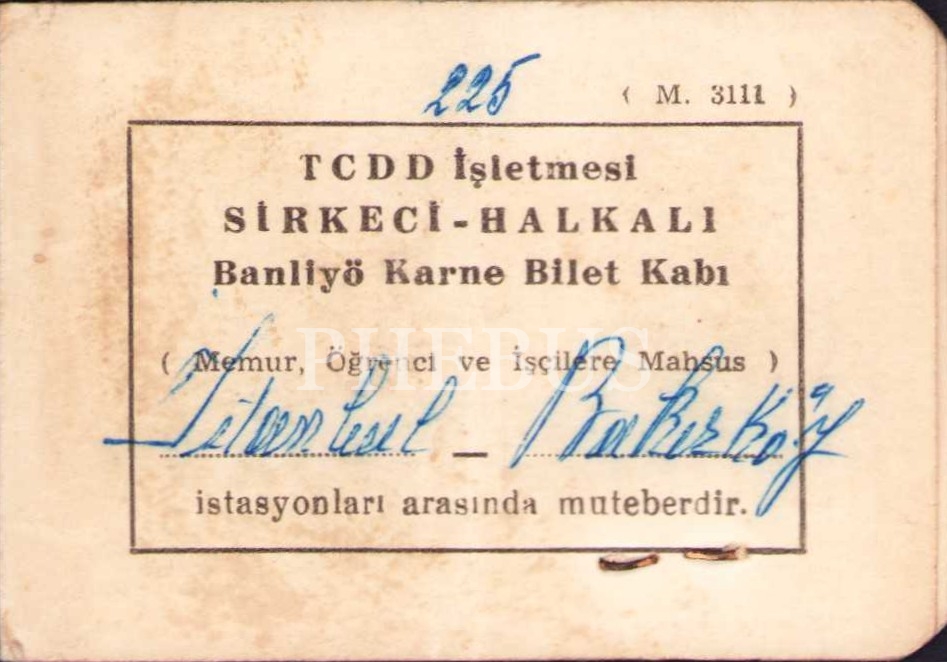 225 ( M. 3111 )
TCDD İşletmesi
SİRKECİ-HALKALI
Banliyö Karne Bilet Kabı
PHEBUS
( Memur, Öğrenci ve İşçilere Mahsus )
İstanbul — Bakırköy
istasyonları arasında muteberdir.